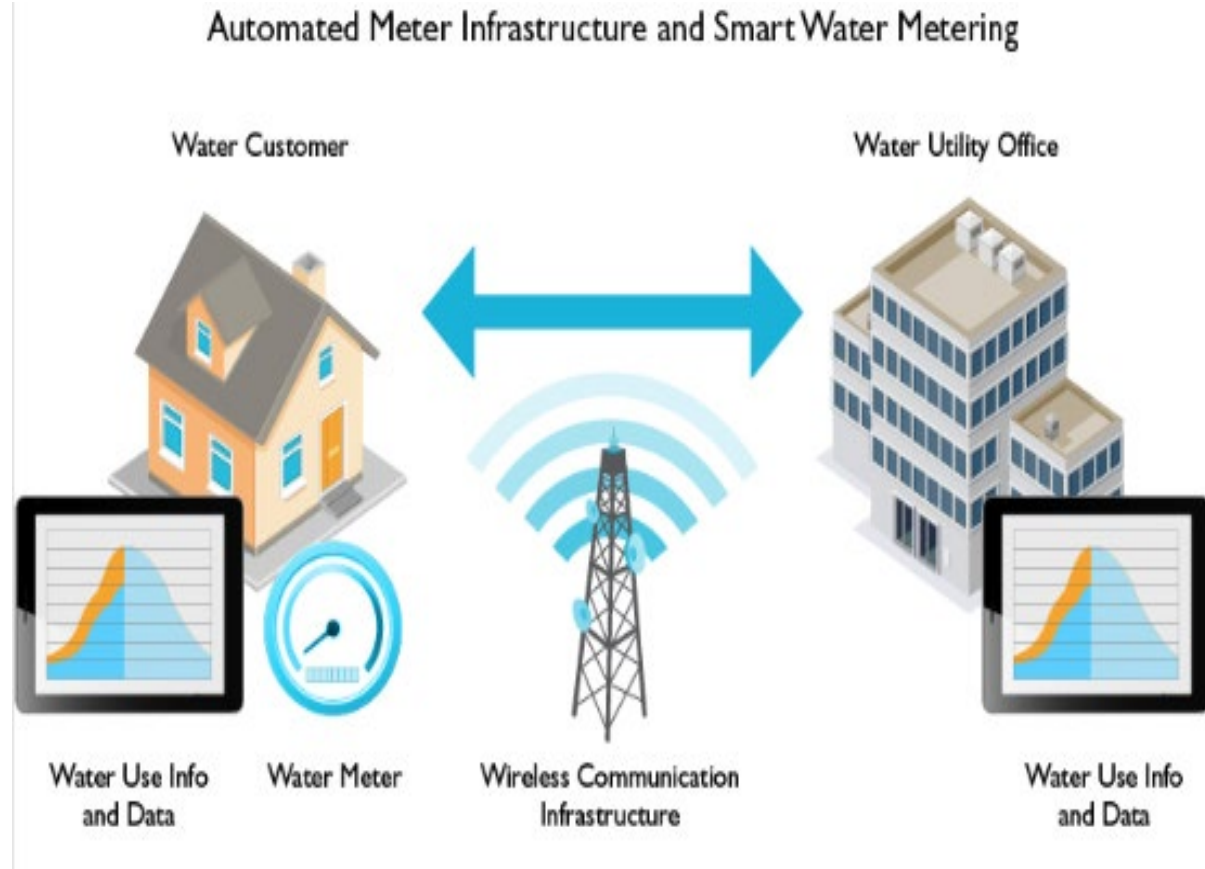 Automated Meter Infrastructure and Smart Water Metering
Water Customer
Water Utility Office
Water Use Info
and Data
Water Meter
Wireless Communication
Infrastructure
Water Use Info
and Data